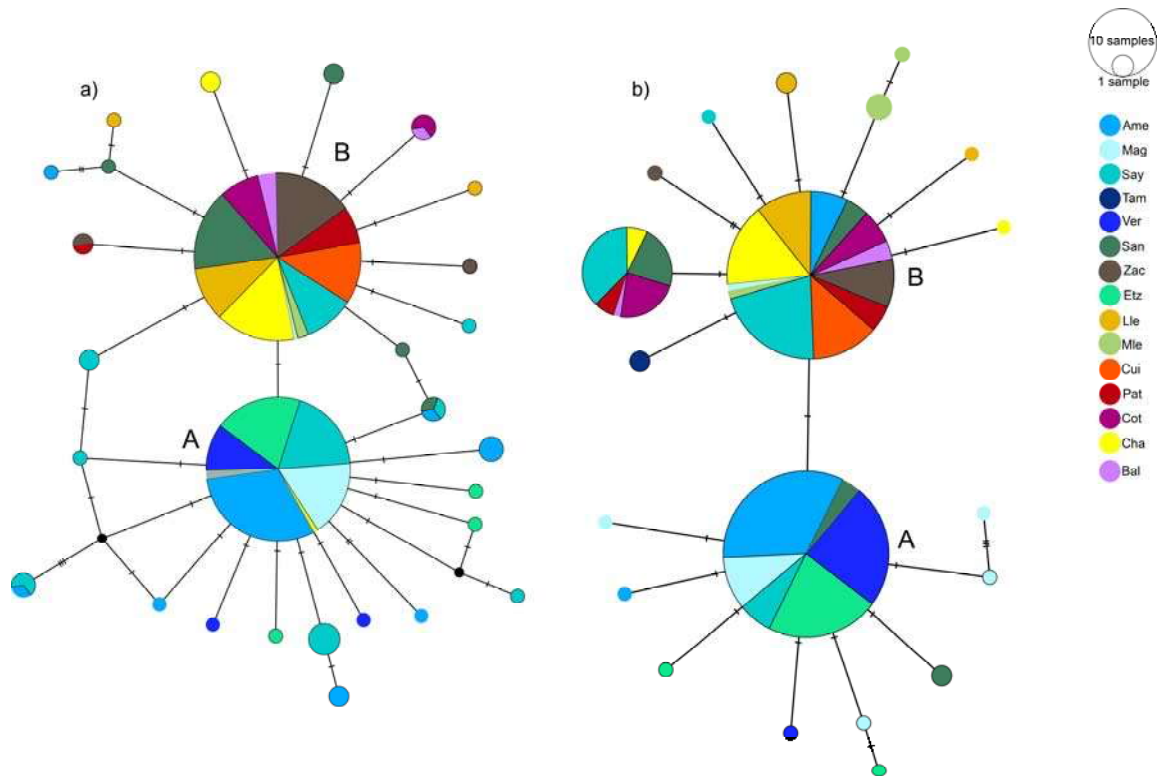 a)
B
A
b)
B
A
10 samples
1 sample
Ame
Mag
Say
Tam
Ver
San
Zac
Etz
Lle
Mle
Cui
Pat
Cot
Cha
Bal